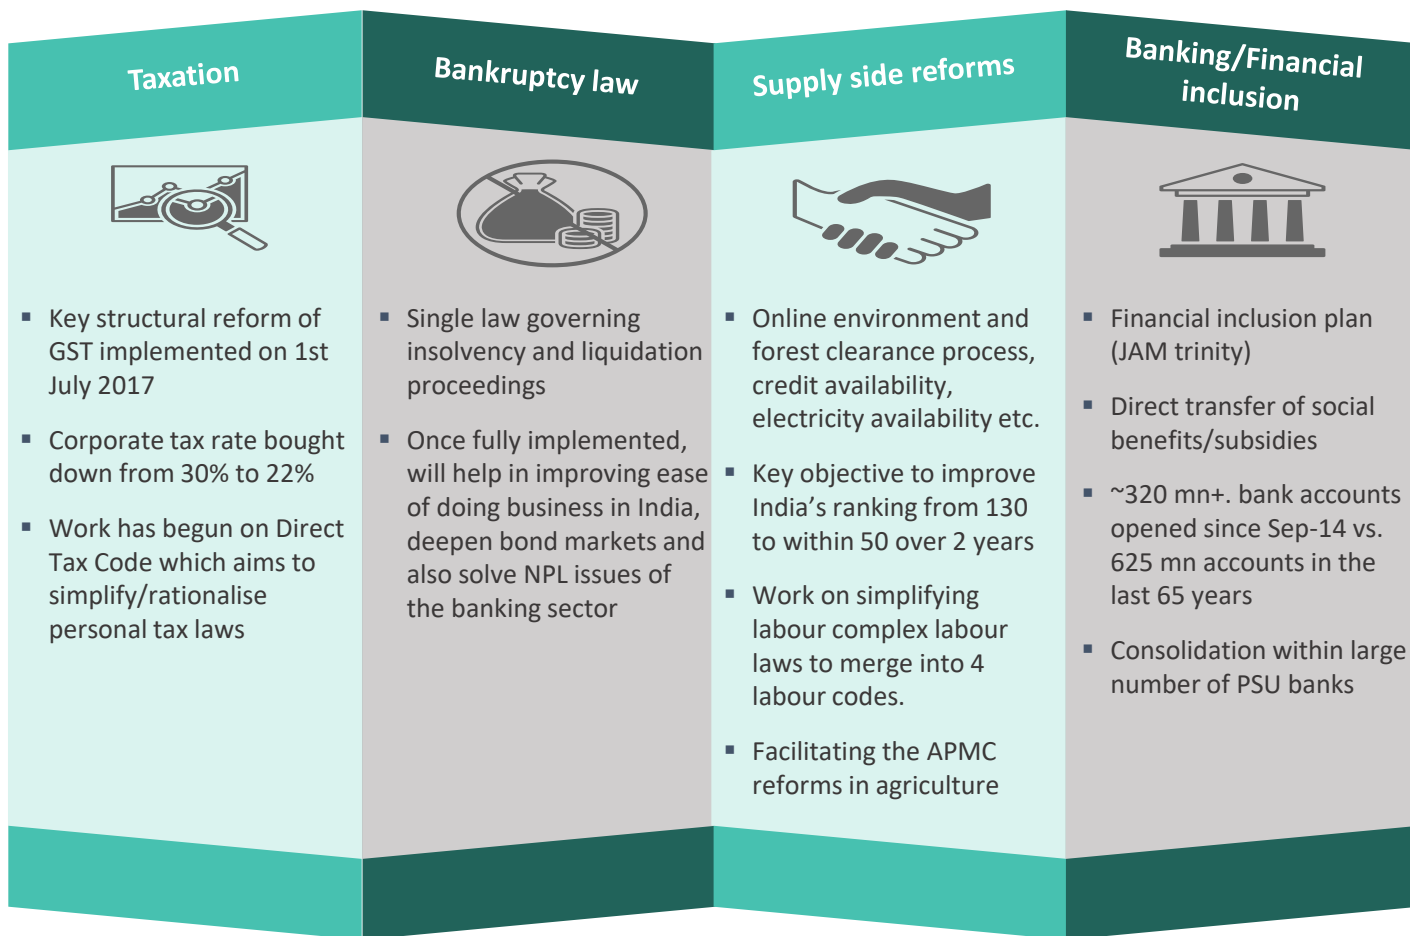 Taxation
▪ Key structural reform of
GST implemented on 1st
July 2017
▪ Corporate tax rate bought
down from 30% to 22%
▪ Work has begun on Direct
Tax Code which aims to
simplify/rationalise
personal tax laws
Bankruptcy law
▪ Single law governing
insolvency and liquidation
proceedings
▪ Once fully implemented,
will help in improving ease
of doing business in India,
deepen bond markets and
also solve NPL issues of
the banking sector
Supply side reforms
▪ Online environment and
forest clearance process,
credit availability,
electricity availability etc.
▪ Key objective to improve
India’s ranking from 130
to within 50 over 2 years
▪ Work on simplifying
labour complex labour
laws to merge into 4
labour codes.
▪ Facilitating the APMC
reforms in agriculture
Banking/Financial
inclusion
▪ Financial inclusion plan
(JAM trinity)
▪ Direct transfer of social
benefits/subsidies
▪ ~320 mn+. bank accounts
opened since Sep-14 vs.
625 mn accounts in the
last 65 years
▪ Consolidation within large
number of PSU banks